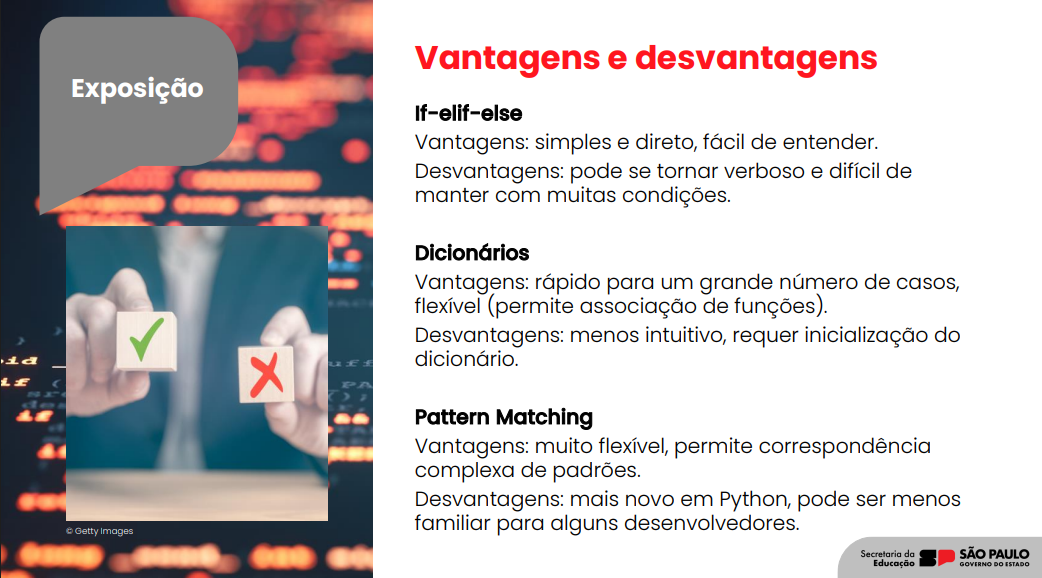 Exposição
Vantagens e desvantagens
If-elif-else
Vantagens: simples e direto, fácil de entender.
Desvantagens: pode se tornar verboso e difícil de
manter com muitas condições.
Dicionários
Vantagens: rápido para um grande número de casos,
flexível (permite associação de funções).
Desvantagens: menos intuitivo, requer inicialização do
dicionário.
Pattern Matching
Vantagens: muito flexível, permite correspondência
complexa de padrões.
Desvantagens: mais novo em Python, pode ser menos
familiar para alguns desenvolvedores.
© Getty Images
Secretaria da
Educação
SÃO PAULO
GOVERNO DO ESTADO